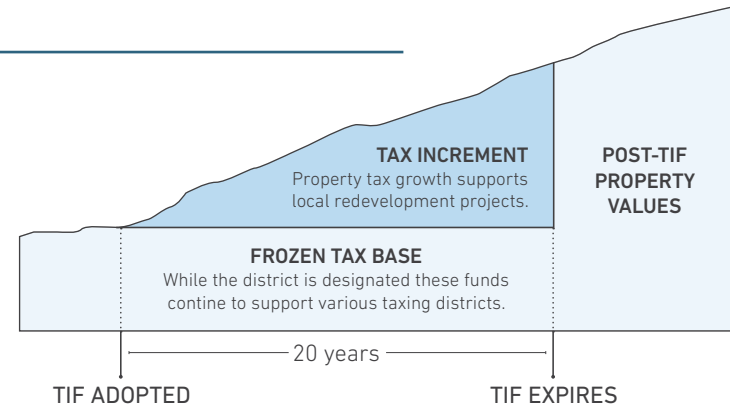 TAX INCREMENT
Property tax growth supports
local redevelopment projects.
POST-TIF
PROPERTY
VALUES
FROZEN TAX BASE
While the district is designated these funds
contine to support various taxing districts.
20 years
TIF ADOPTED
TIF EXPIRES